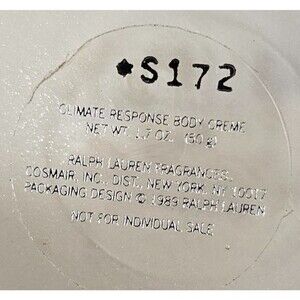 *S172
CLIMATE RESPONSE BODY CREME
NET WT. 1.7 OZ. (50 g)
RALPH LAUREN FRAGRANCES
COSMAIR, INC., DIST., NEW YORK, NY 10017
PACKAGING DESIGN © 1989 RALPH LAUREN
NOT FOR INDIVIDUAL SALE